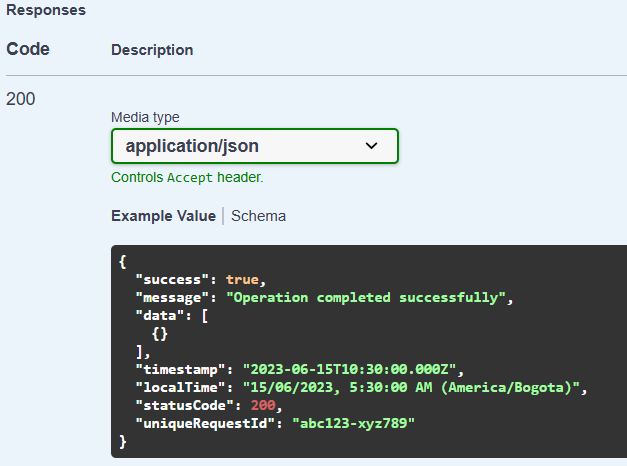 Responses
Code Description
200
Media type
application/json
Controls Accept header.
Example Value Schema
{
  "success": true,
  "message": "Operation completed successfully",
  "data": [
    {}
  ],
  "timestamp": "2023-06-15T10:30:00.000Z",
  "localTime": "15/06/2023, 5:30:00 AM (America/Bogota)",
  "statusCode": 200,
  "uniqueRequestId": "abc123-xyz789"
}